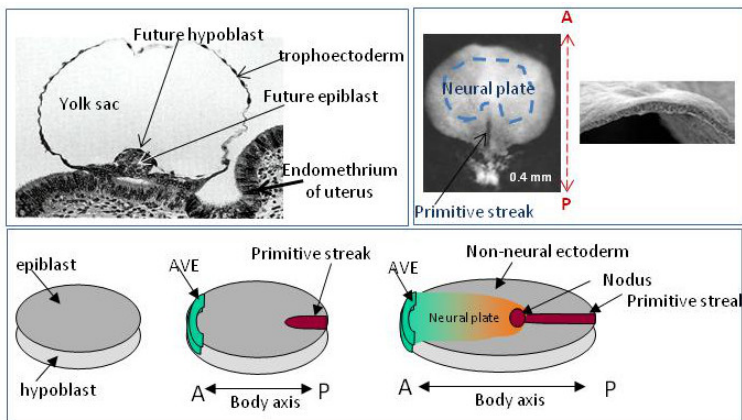 Future hypoblast
trophoectoderm
Yolk sac
Future epiblast
Endomethrium
of uterus
A
Neural plate
0.4 mm
P
Primitive streak
epiblast
hypoblast
AVE
Primitive streak
A
P
Body axis
Non-neural ectoderm
AVE
Nodus
Primitive streak
Neural plate
A
P
Body axis